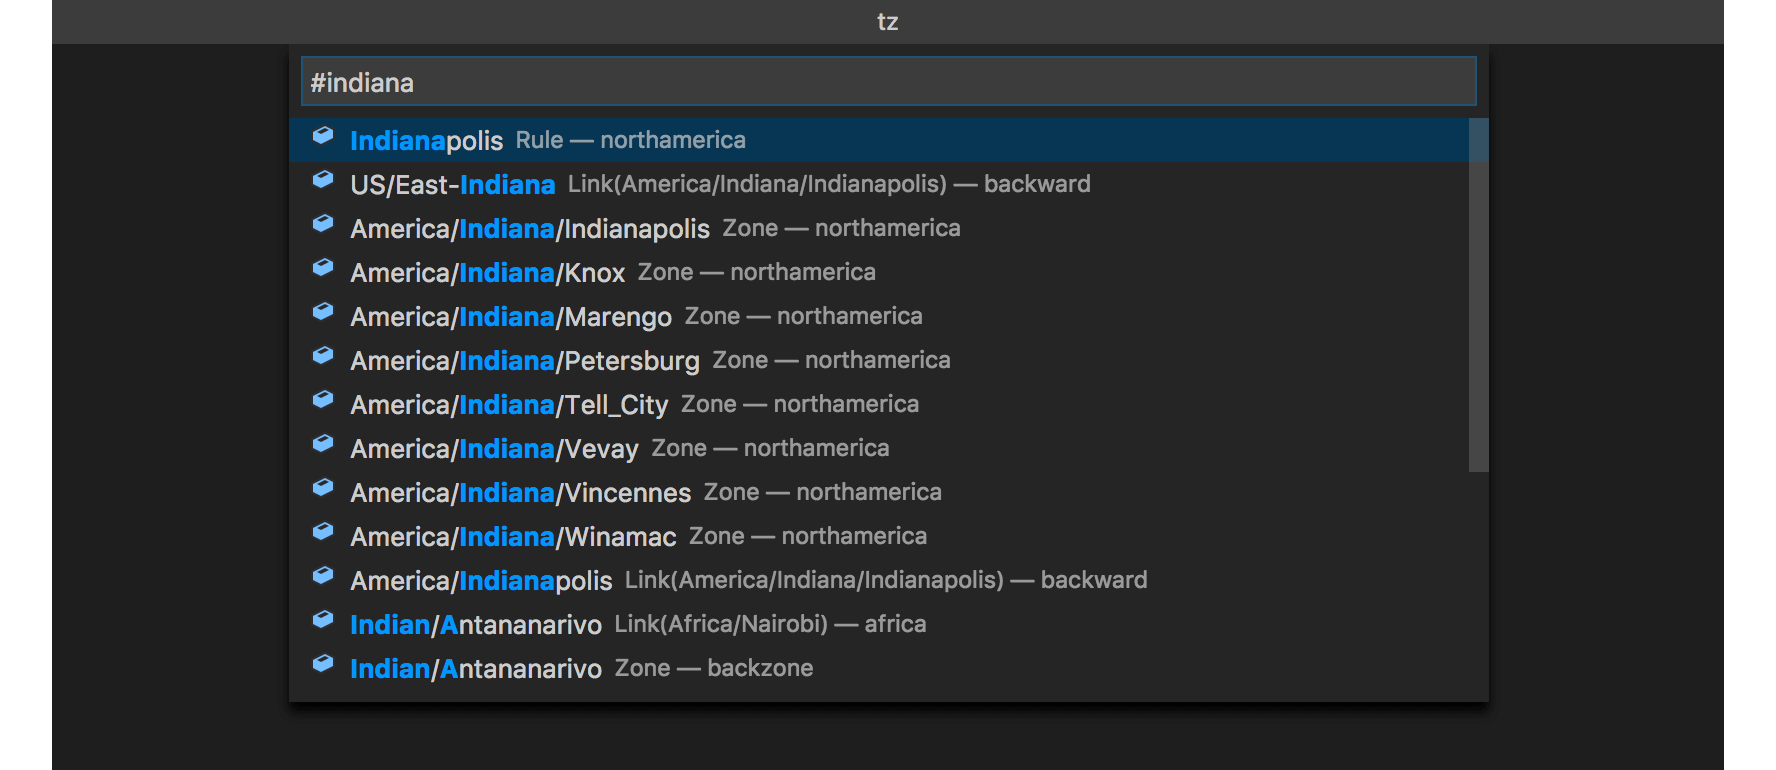 tz
#indiana
Indianapolis Rule — northamerica
US/East-Indiana Link(America/Indiana/Indianapolis) — backward
America/Indiana/Indianapolis Zone — northamerica
America/Indiana/Knox Zone — northamerica
America/Indiana/Marengo Zone — northamerica
America/Indiana/Petersburg Zone — northamerica
America/Indiana/Tell_City Zone — northamerica
America/Indiana/Vevay Zone — northamerica
America/Indiana/Vincennes Zone — northamerica
America/Indiana/Winamac Zone — northamerica
America/Indianapolis Link(America/Indiana/Indianapolis) — backward
Indian/Antananarivo Link(Africa/Nairobi) — africa
Indian/Antananarivo Zone — backzone